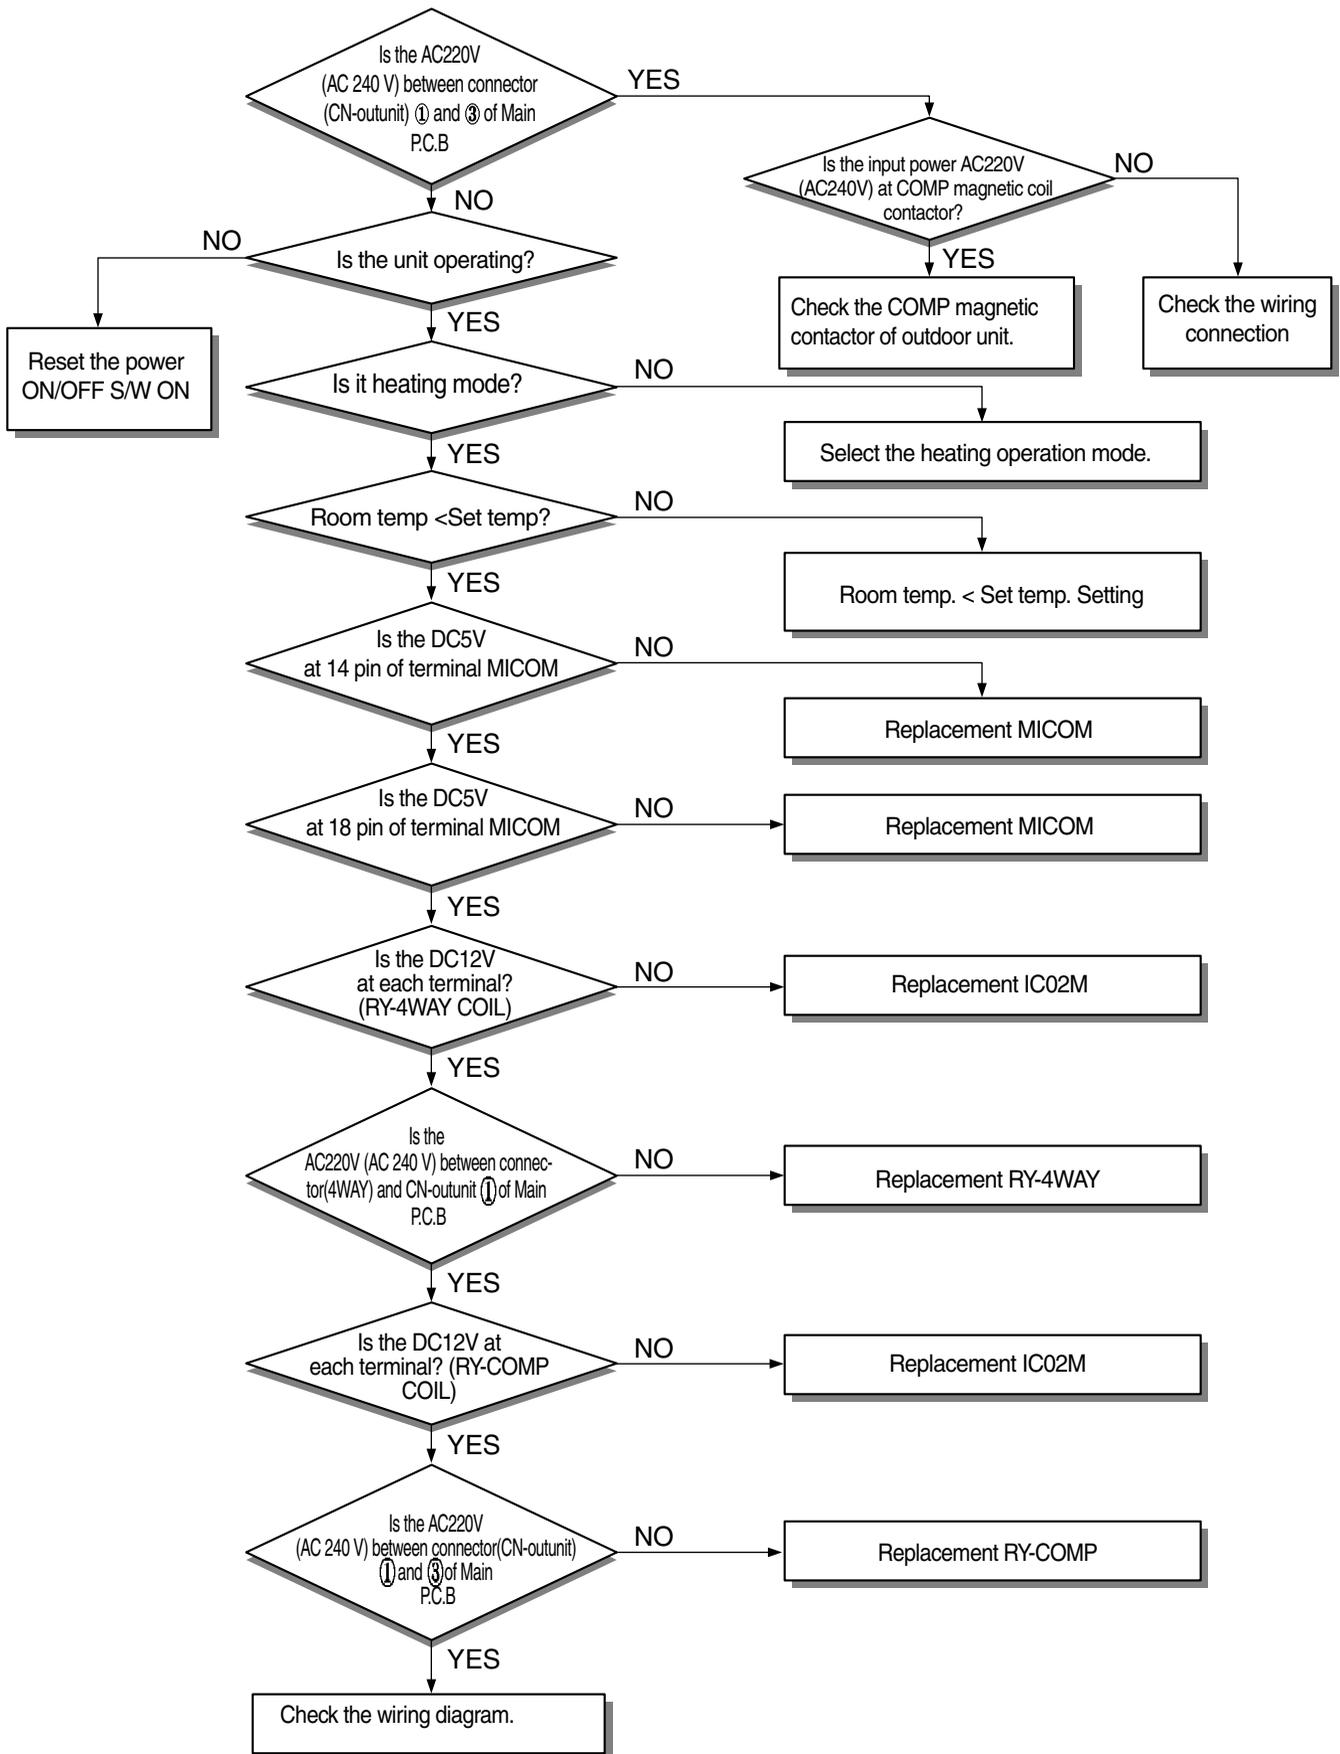 Is the AC220V
(AC 240 V) between connector
(CN-outunit) ① and ③ of Main
P.C.B
YES
Is the input power AC220V
(AC240V) at COMP magnetic coil
contactor?
NO
YES
Check the COMP magnetic
contactor of outdoor unit.
Check the wiring
connection
NO
Is the unit operating?
NO
Reset the power
ON/OFF S/W ON
YES
Is it heating mode?
NO
Select the heating operation mode.
YES
Room temp <Set temp?
NO
Room temp. < Set temp. Setting
YES
Is the DC5V
at 14 pin of terminal MICOM
NO
Replacement MICOM
YES
Is the DC5V
at 18 pin of terminal MICOM
NO
Replacement MICOM
YES
Is the DC12V
at each terminal?
(RY-4WAY COIL)
NO
Replacement IC02M
YES
Is the
AC220V (AC 240 V) between connec-
tor(4WAY) and CN-outunit ① of Main
P.C.B
NO
Replacement RY-4WAY
YES
Is the DC12V at
each terminal? (RY-COMP
COIL)
NO
Replacement IC02M
YES
Is the AC220V
(AC 240 V) between connector(CN-outunit)
① and ③ of Main
P.C.B
NO
Replacement RY-COMP
YES
Check the wiring diagram.